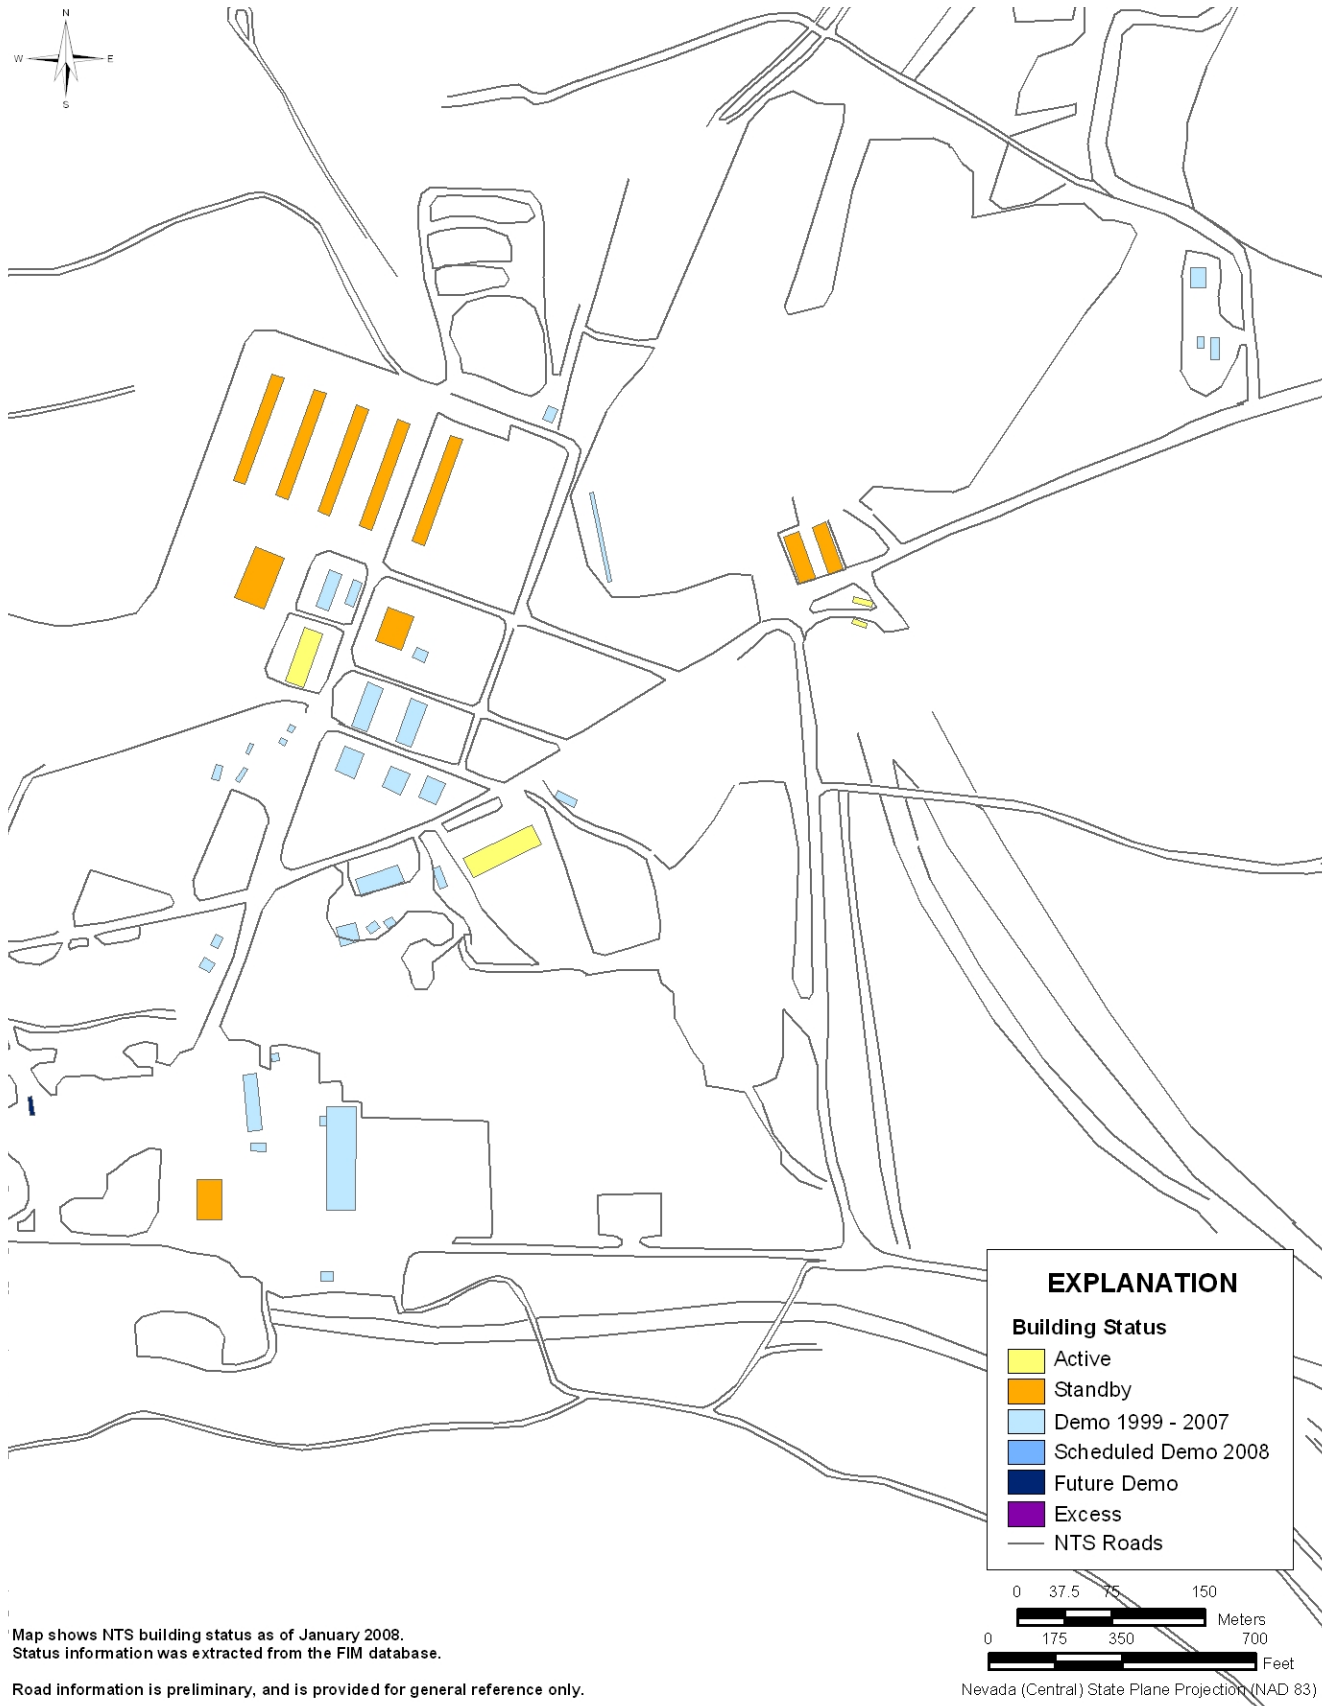 N
W E
S
EXPLANATION
Building Status
Active
Standby
Demo 1999 - 2007
Scheduled Demo 2008
Future Demo
Excess
NTS Roads
0 37.5 75 150
Meters
0 175 350 700
Feet
Map shows NTS building status as of January 2008.
Status information was extracted from the FIM database.
Road information is preliminary, and is provided for general reference only.
Nevada (Central) State Plane Projection (NAD 83)